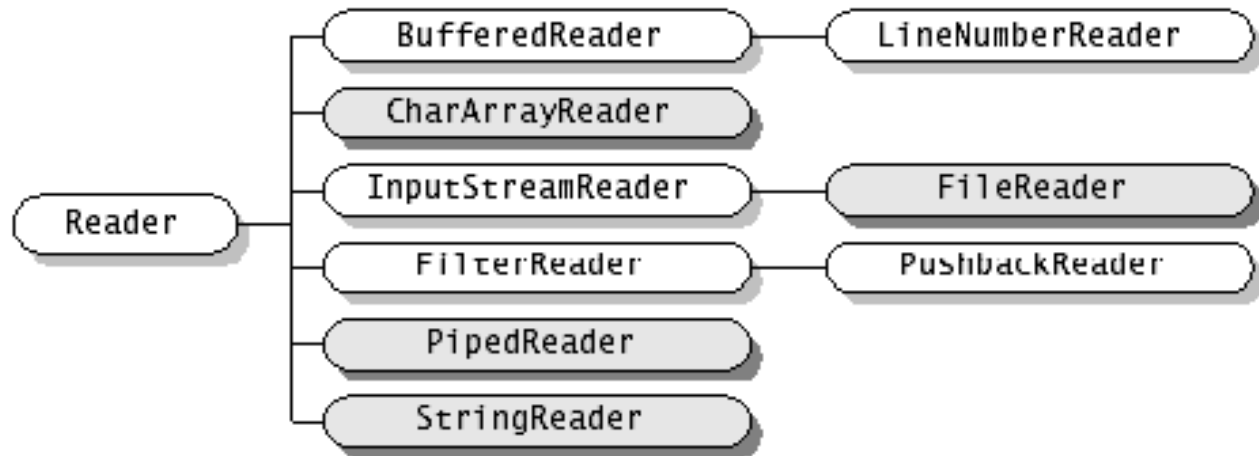 BufferedReader
LineNumberReader
CharArrayReader
InputStreamReader
FileReader
Reader
FilterReader
PushbackReader
PipedReader
StringReader